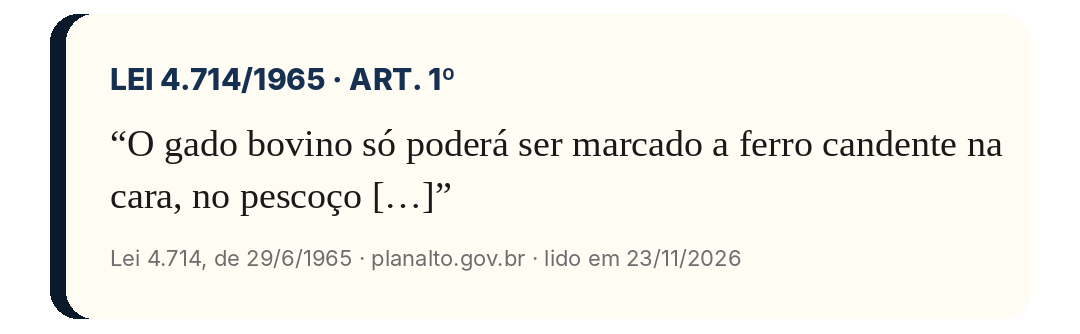 LEI 4.714/1965 · ART. 1º
“O gado bovino só poderá ser marcado a ferro candente na
cara, no pescoço […]”
Lei 4.714, de 29/6/1965 · planalto.gov.br · lido em 23/11/2026